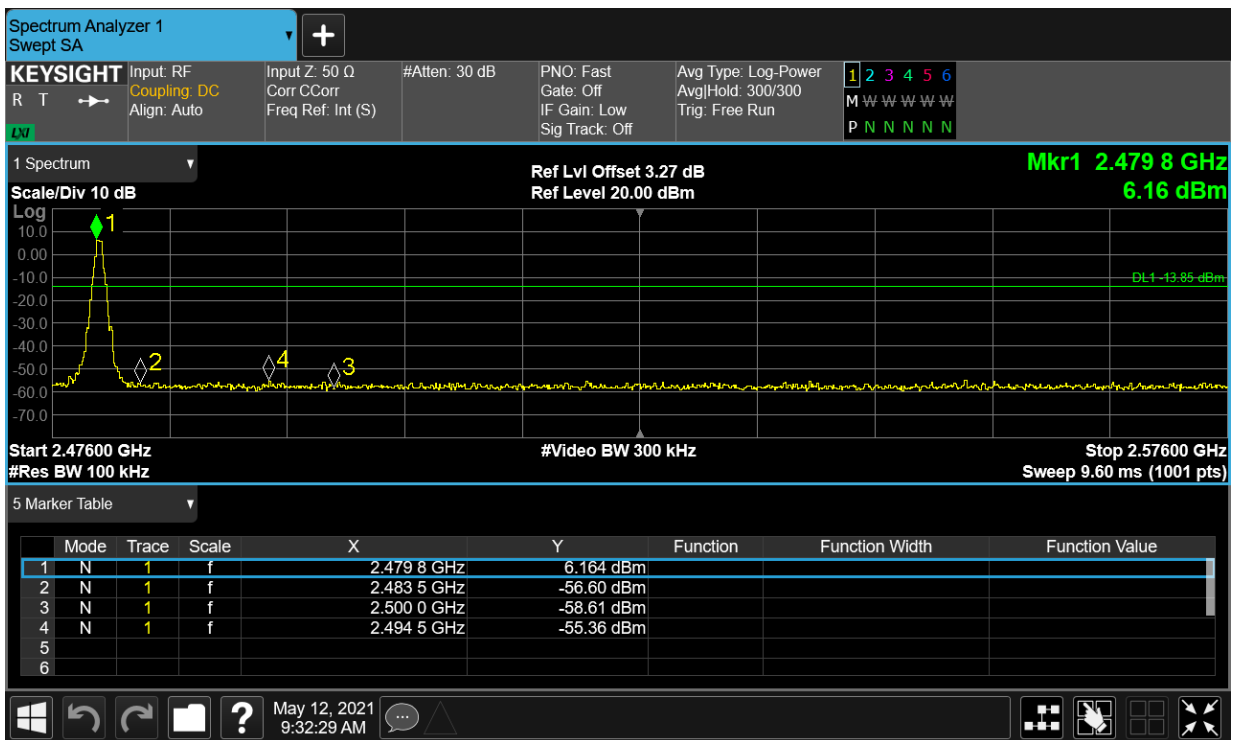 Spectrum Analyzer 1
Swept SA
+
KEYSIGHT Input: RF Input Z: 50 Ω #Atten: 30 dB PNO: Fast Avg Type: Log-Power 1 2 3 4 5 6
R T Coupling: DC Corr CCorr Gate: Off Avg|Hold: 300/300 M W W W W W
Align: Auto Freq Ref: Int (S) IF Gain: Low Trig: Free Run
LXI Sig Track: Off P N N N N N
1 Spectrum Ref Lvl Offset 3.27 dB Mkr1 2.479 8 GHz
Scale/Div 10 dB Ref Level 20.00 dBm 6.16 dBm
Log
1
10.0
0.00
-10.0 DL1 -13.85 dBm
-20.0
-30.0
-40.0
2 4 3
-50.0
-60.0
-70.0
Start 2.47600 GHz #Video BW 300 kHz Stop 2.57600 GHz
#Res BW 100 kHz Sweep 9.60 ms (1001 pts)
5 Marker Table
Mode Trace Scale X Y Function Function Width Function Value
1 N 1 f 2.479 8 GHz 6.164 dBm
2 N 1 f 2.483 5 GHz -56.60 dBm
3 N 1 f 2.500 0 GHz -58.61 dBm
4 N 1 f 2.494 5 GHz -55.36 dBm
5
6
? May 12, 2021
9:32:29 AM